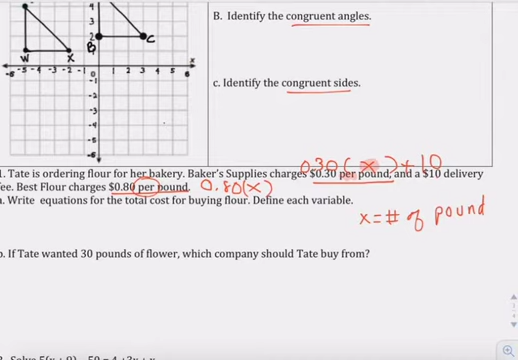 4
3
B. Identify the congruent angles.
2
B
C
1
W
X
x
-6 -5 -4 -3 -2 -1 0 1 2 3 4 5 6
-1
-2
c. Identify the congruent sides.
-3
-4
-5
-6
0.30(x)+10
1. Tate is ordering flour for her bakery. Baker's Supplies charges $0.30 per pound, and a $10 delivery
fee. Best Flour charges $0.80 per pound. 0.80(x)
a. Write equations for the total cost for buying flour. Define each variable.
x = # of pound
b. If Tate wanted 30 pounds of flower, which company should Tate buy from?